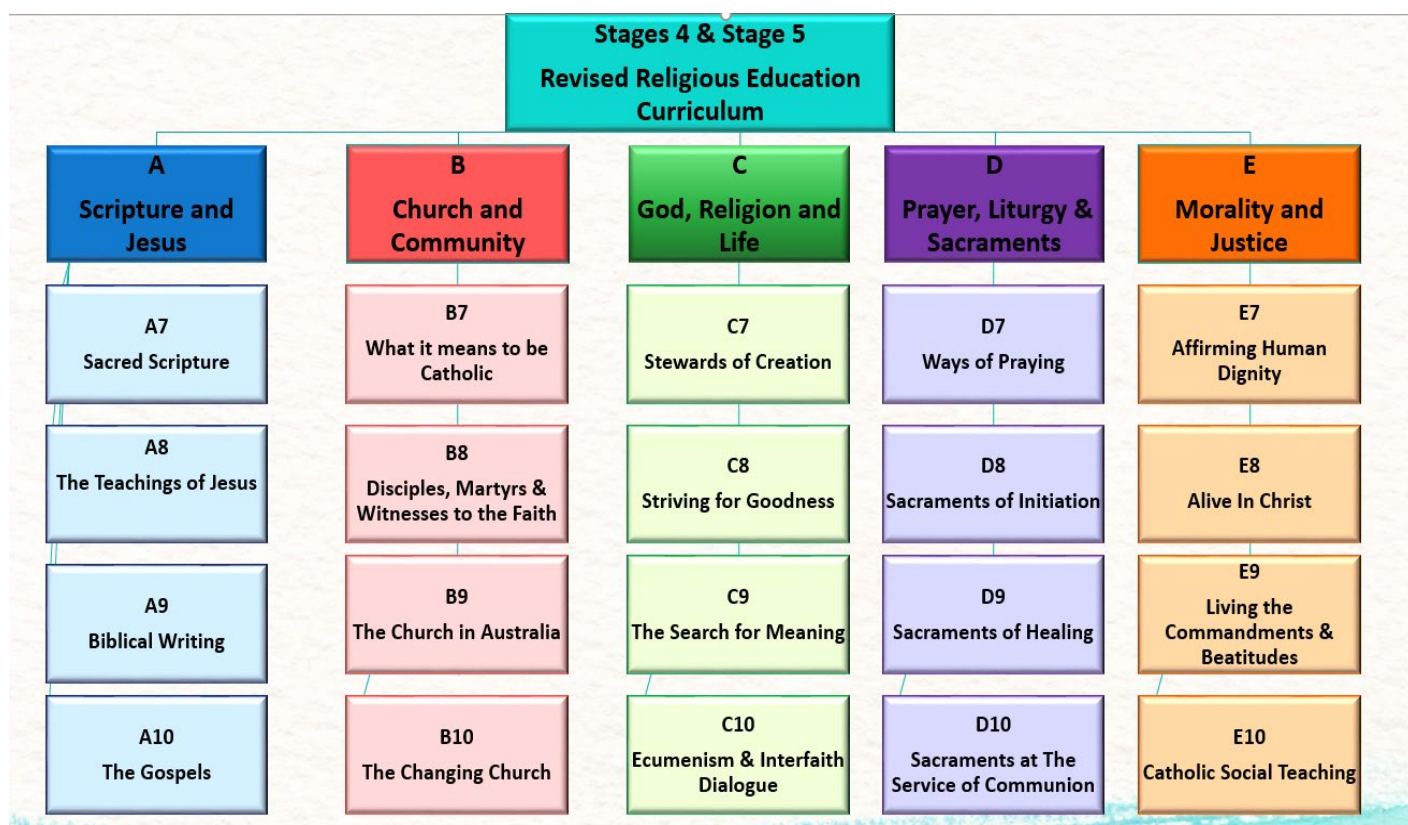 Stages 4 & Stage 5
Revised Religious Education
Curriculum
A
Scripture and
Jesus
B
Church and
Community
C
God, Religion and
Life
D
Prayer, Liturgy &
Sacraments
E
Morality and
Justice
A7
Sacred Scripture
B7
What it means to be
Catholic
C7
Stewards of Creation
D7
Ways of Praying
E7
Affirming Human
Dignity
A8
The Teachings of Jesus
B8
Disciples, Martyrs &
Witnesses to the Faith
C8
Striving for Goodness
D8
Sacraments of Initiation
E8
Alive In Christ
A9
Biblical Writing
B9
The Church in Australia
C9
The Search for Meaning
D9
Sacraments of Healing
E9
Living the
Commandments &
Beatitudes
A10
The Gospels
B10
The Changing Church
C10
Ecumenism & Interfaith
Dialogue
D10
Sacraments at The
Service of Communion
E10
Catholic Social Teaching